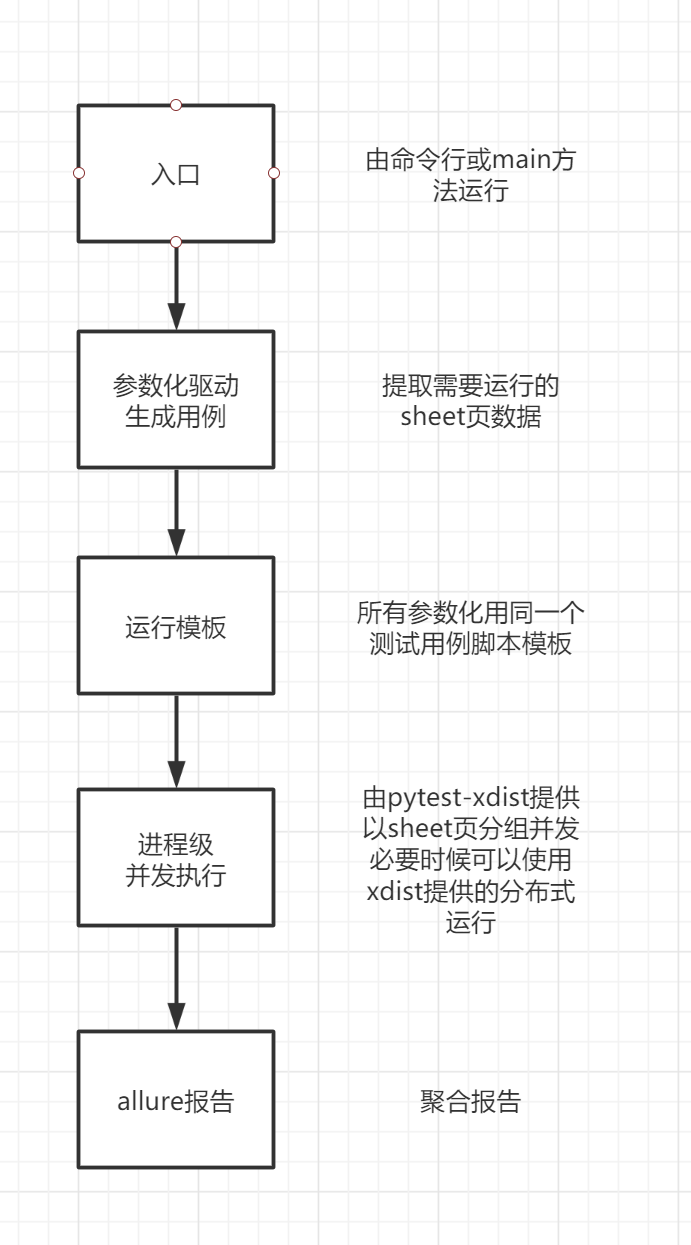 入口
由命令行或main方
法运行
参数化驱动
生成用例
提取需要运行的
sheet页数据
运行模板
所有参数化用同一个
测试用例脚本模板
进程级
并发执行
由pytest-xdist提供
以sheet页分组并发
必要时候可以使用
xdist提供的分布式
运行
allure报告
聚合报告